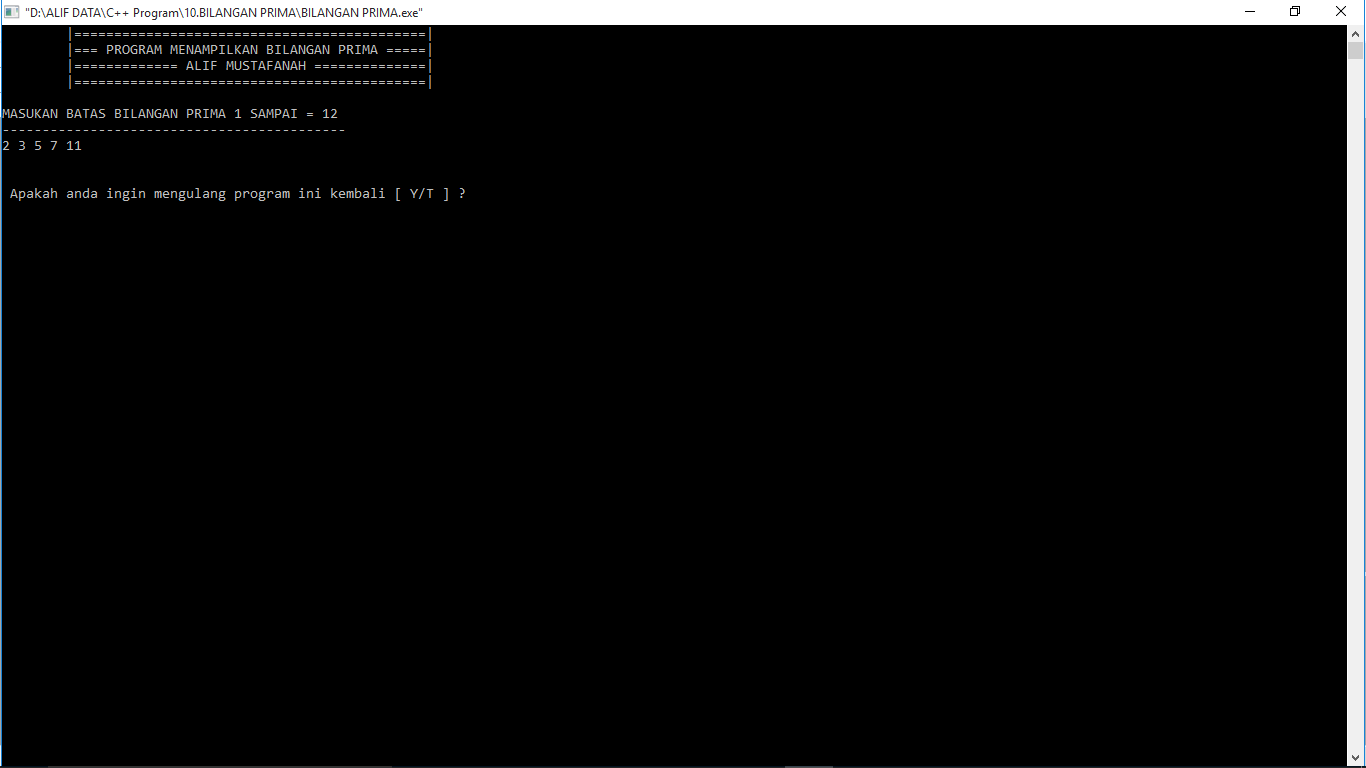 "D:\ALIF DATA\C++ Program\10.BILANGAN PRIMA\BILANGAN PRIMA.exe"
|============================================|
|=== PROGRAM MENAMPILKAN BILANGAN PRIMA =====|
|============= ALIF MUSTAFANAH ==============|
|============================================|
MASUKAN BATAS BILANGAN PRIMA 1 SAMPAI = 12
-------------------------------------------
2 3 5 7 11
Apakah anda ingin mengulang program ini kembali [ Y/T ] ?